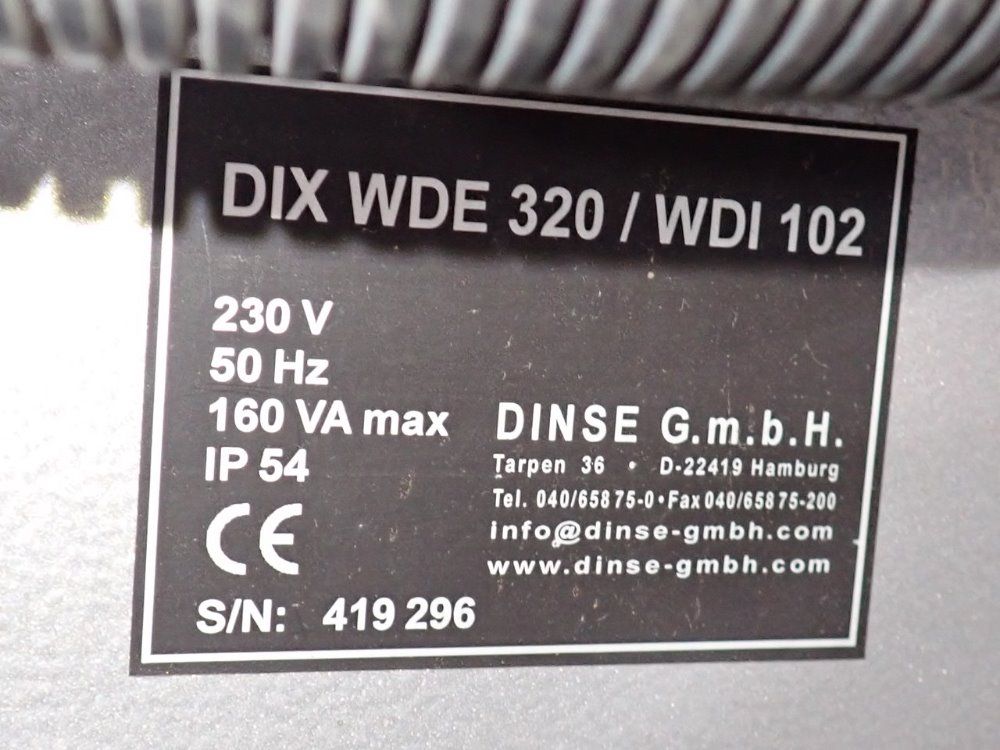 DIX WDE 320 / WDI 102
230 V
50 Hz
160 VA max
IP 54
CE
S/N: 419 296
DINSE G.m.b.H.
Tarpen 36 • D-22419 Hamburg
Tel. 040/658 75-0 • Fax 040/658 75-200
info@dinse-gmbh.com
www.dinse-gmbh.com